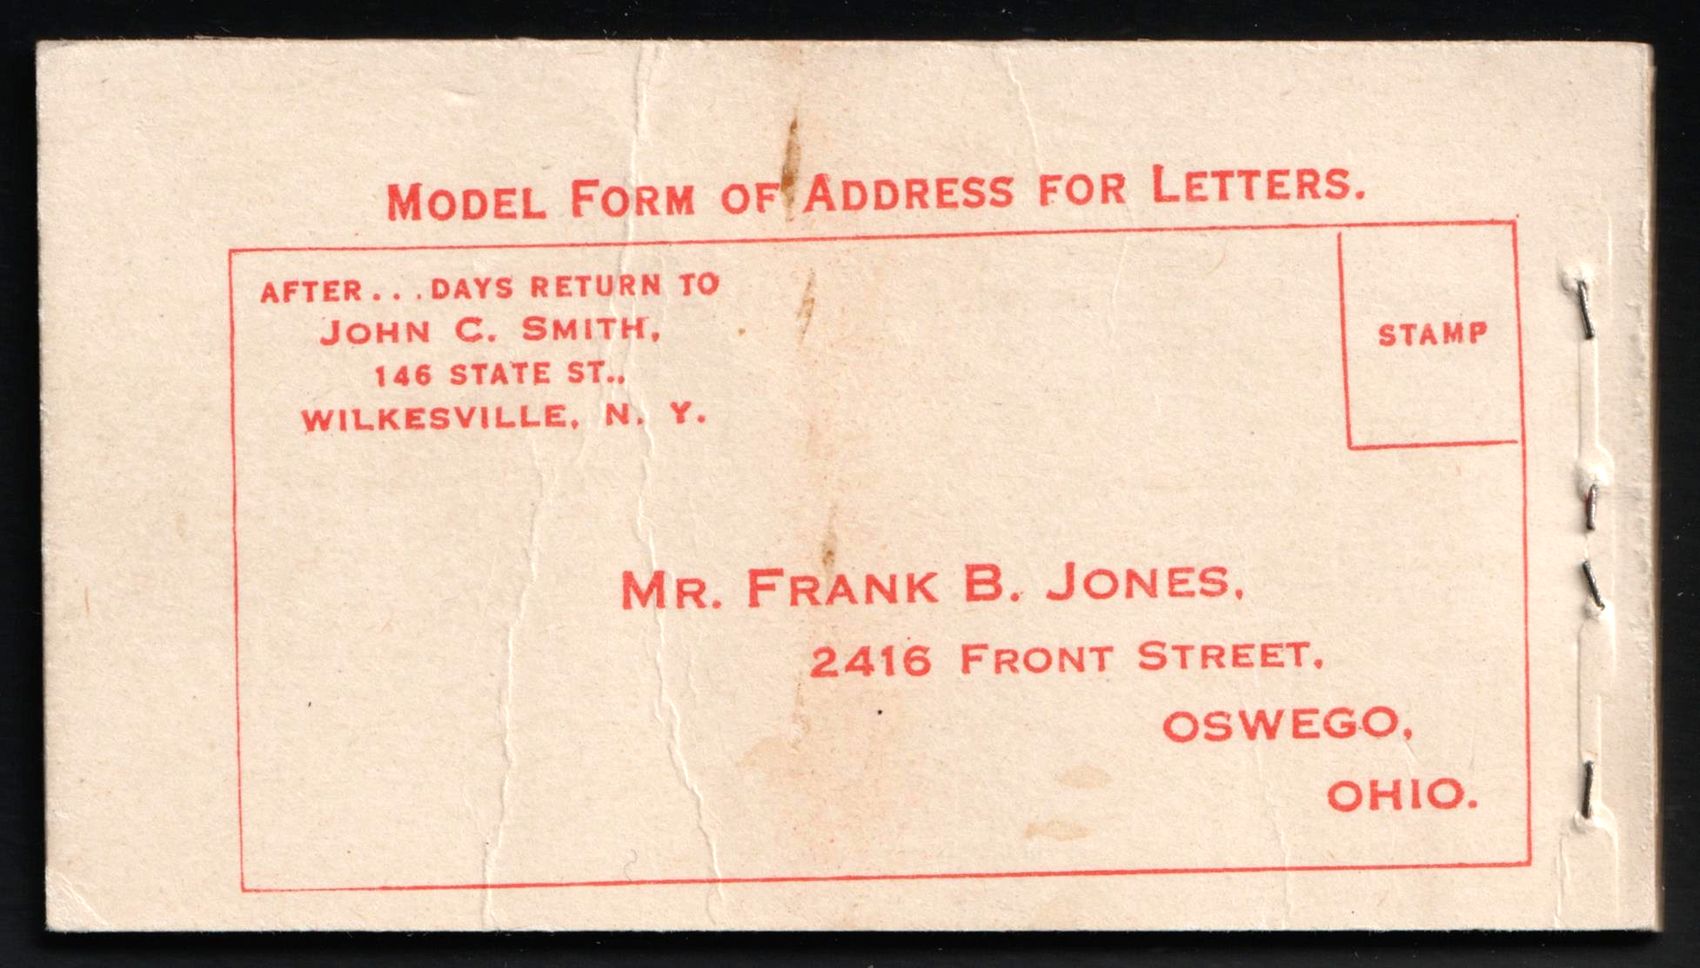 MODEL FORM OF ADDRESS FOR LETTERS.
AFTER...DAYS RETURN TO
JOHN C. SMITH,
146 STATE ST.,
WILKESVILLE, N. Y.
STAMP
MR. FRANK B. JONES,
2416 FRONT STREET,
OSWEGO,
OHIO.